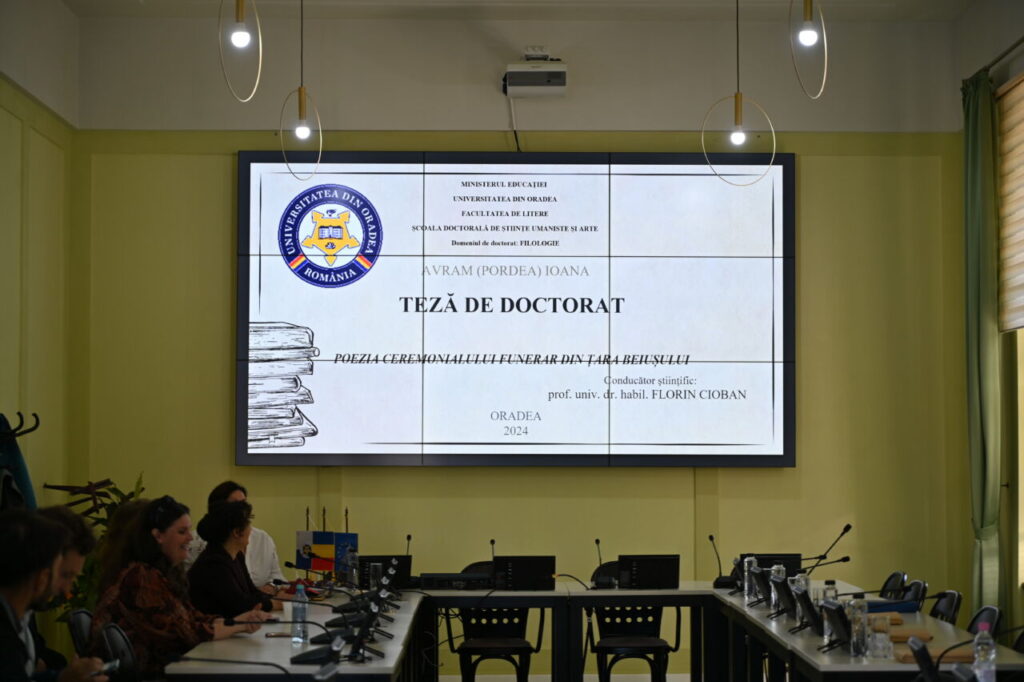 UNIVERSITATEA DIN ORADEA
ROMÂNIA
MINISTERUL EDUCAȚIEI
UNIVERSITATEA DIN ORADEA
FACULTATEA DE LITERE
ȘCOALA DOCTORALĂ DE ȘTIINȚE UMANISTE ȘI ARTE
Domeniul de doctorat: FILOLOGIE
AVRAM (PORDEA) IOANA
TEZĂ DE DOCTORAT
POEZIA CEREMONIALULUI FUNERAR DIN ȚARA BEIUȘULUI
Conducător științific:
prof. univ. dr. habil. FLORIN CIOBAN
ORADEA
2024